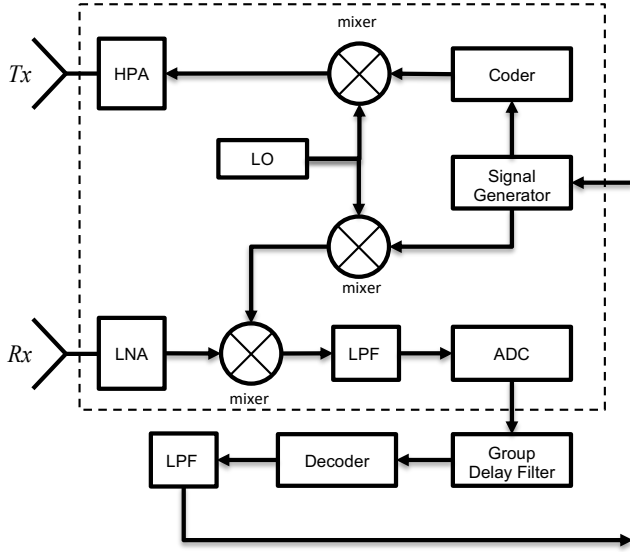 mixer
Tx
HPA
Coder
LO
Signal
Generator
mixer
Rx
LNA
LPF
ADC
mixer
LPF
Decoder
Group
Delay Filter